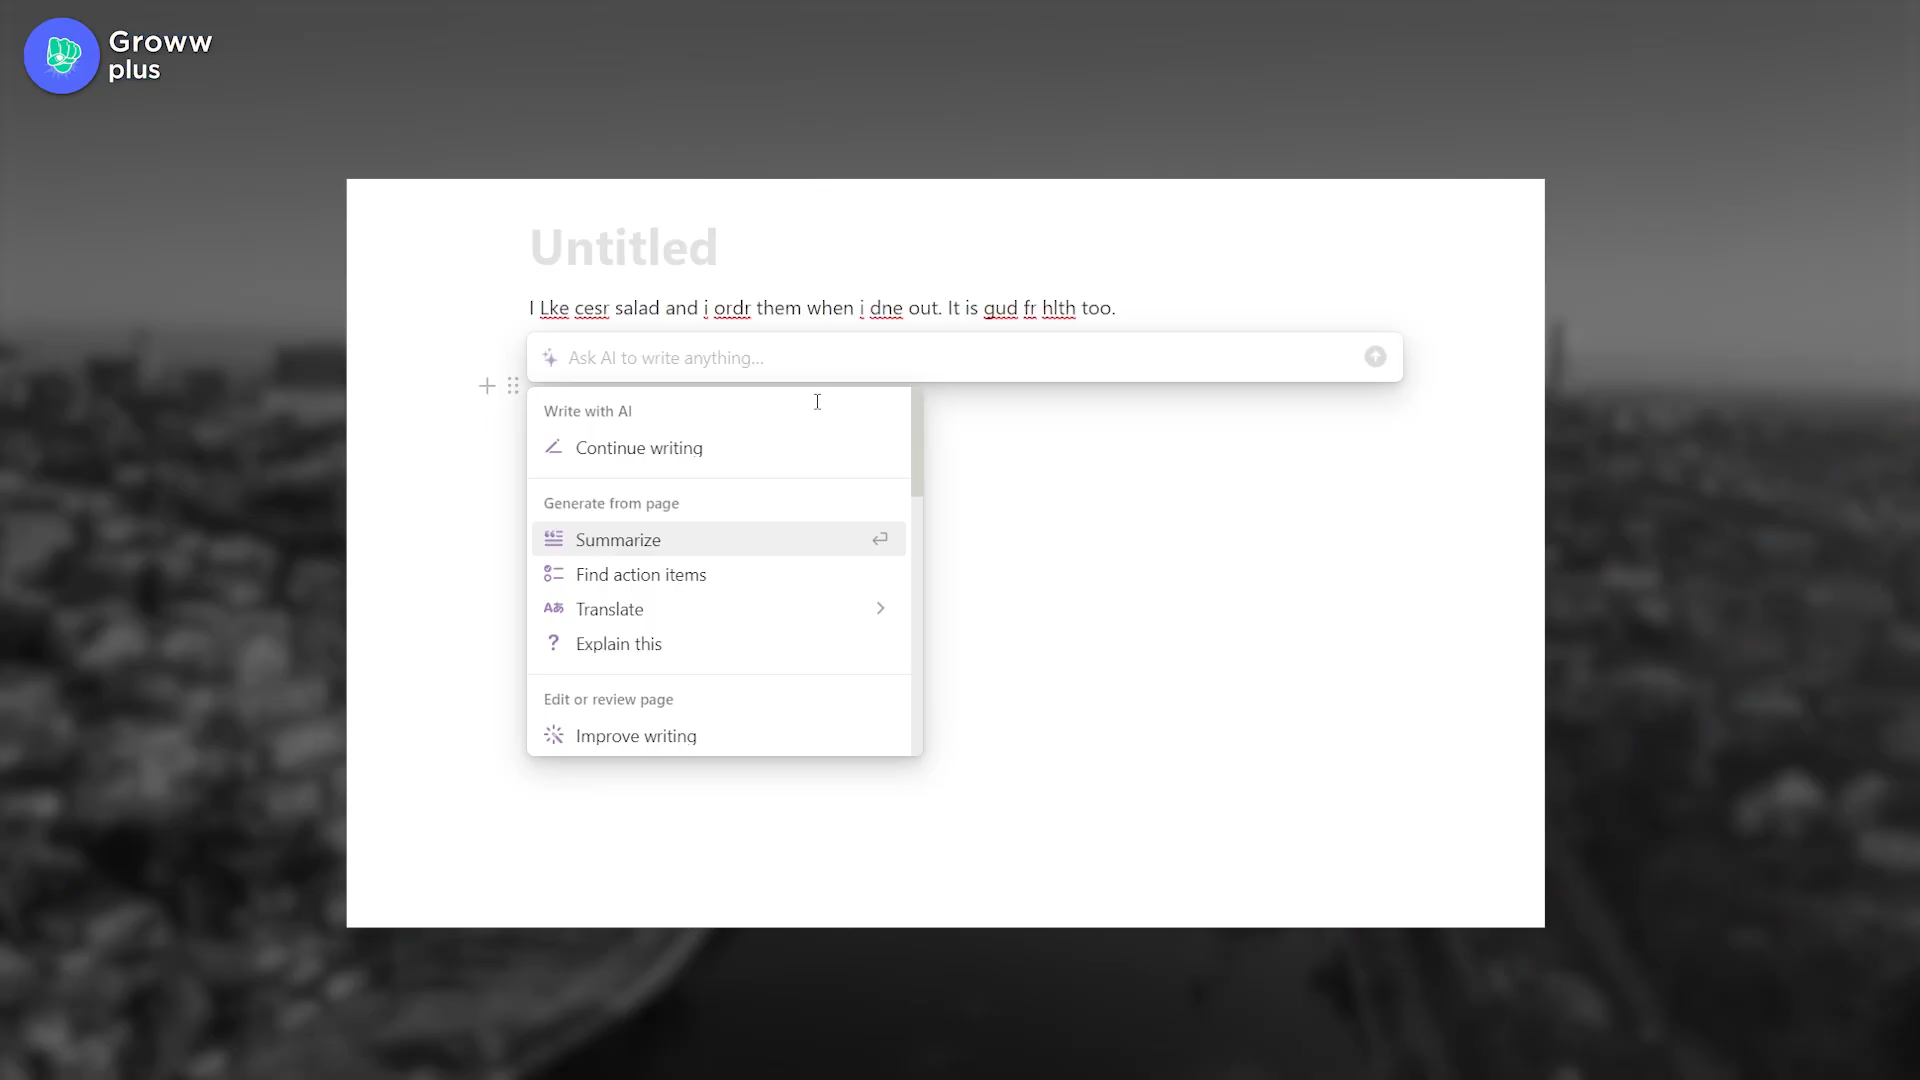 Groww
plus
Untitled
I Lke cesr salad and i ordr them when i dne out. It is gud fr hlth too.
Ask AI to write anything...
Write with AI
Continue writing
Generate from page
Summarize
Find action items
Aあ Translate
? Explain this
Edit or review page
Improve writing